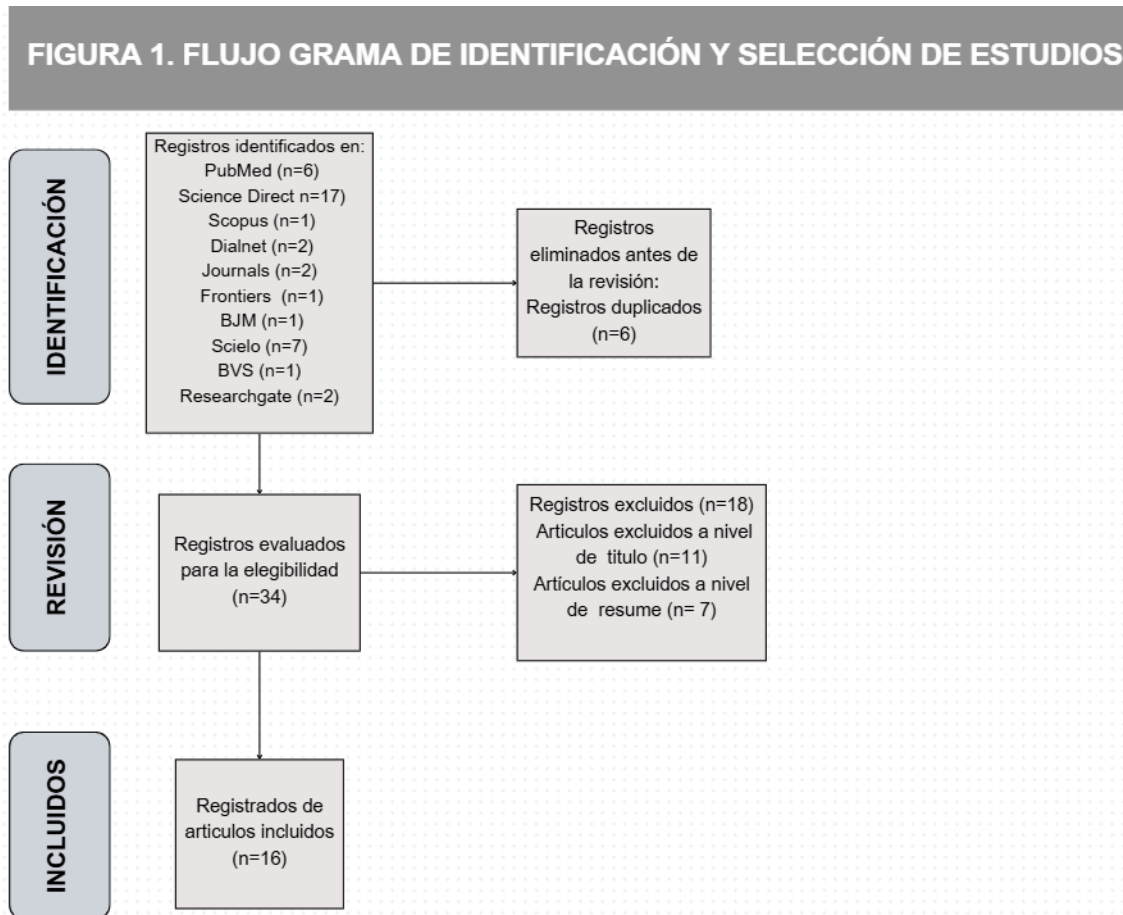 FIGURA 1. FLUJO GRAMA DE IDENTIFICACIÓN Y SELECCIÓN DE ESTUDIOS
IDENTIFICACIÓN
Registros identificados en:
PubMed (n=6)
Science Direct n=17)
Scopus (n=1)
Dialnet (n=2)
Journals (n=2)
Frontiers (n=1)
BJM (n=1)
Scielo (n=7)
BVS (n=1)
Researchgate (n=2)
Registros
eliminados antes de
la revisión:
Registros duplicados
(n=6)
REVISIÓN
Registros evaluados
para la elegibilidad
(n=34)
Registros excluidos (n=18)
Articulos excluidos a nivel
de titulo (n=11)
Artículos excluidos a nivel
de resume (n= 7)
INCLUIDOS
Registrados de
articulos incluidos
(n=16)